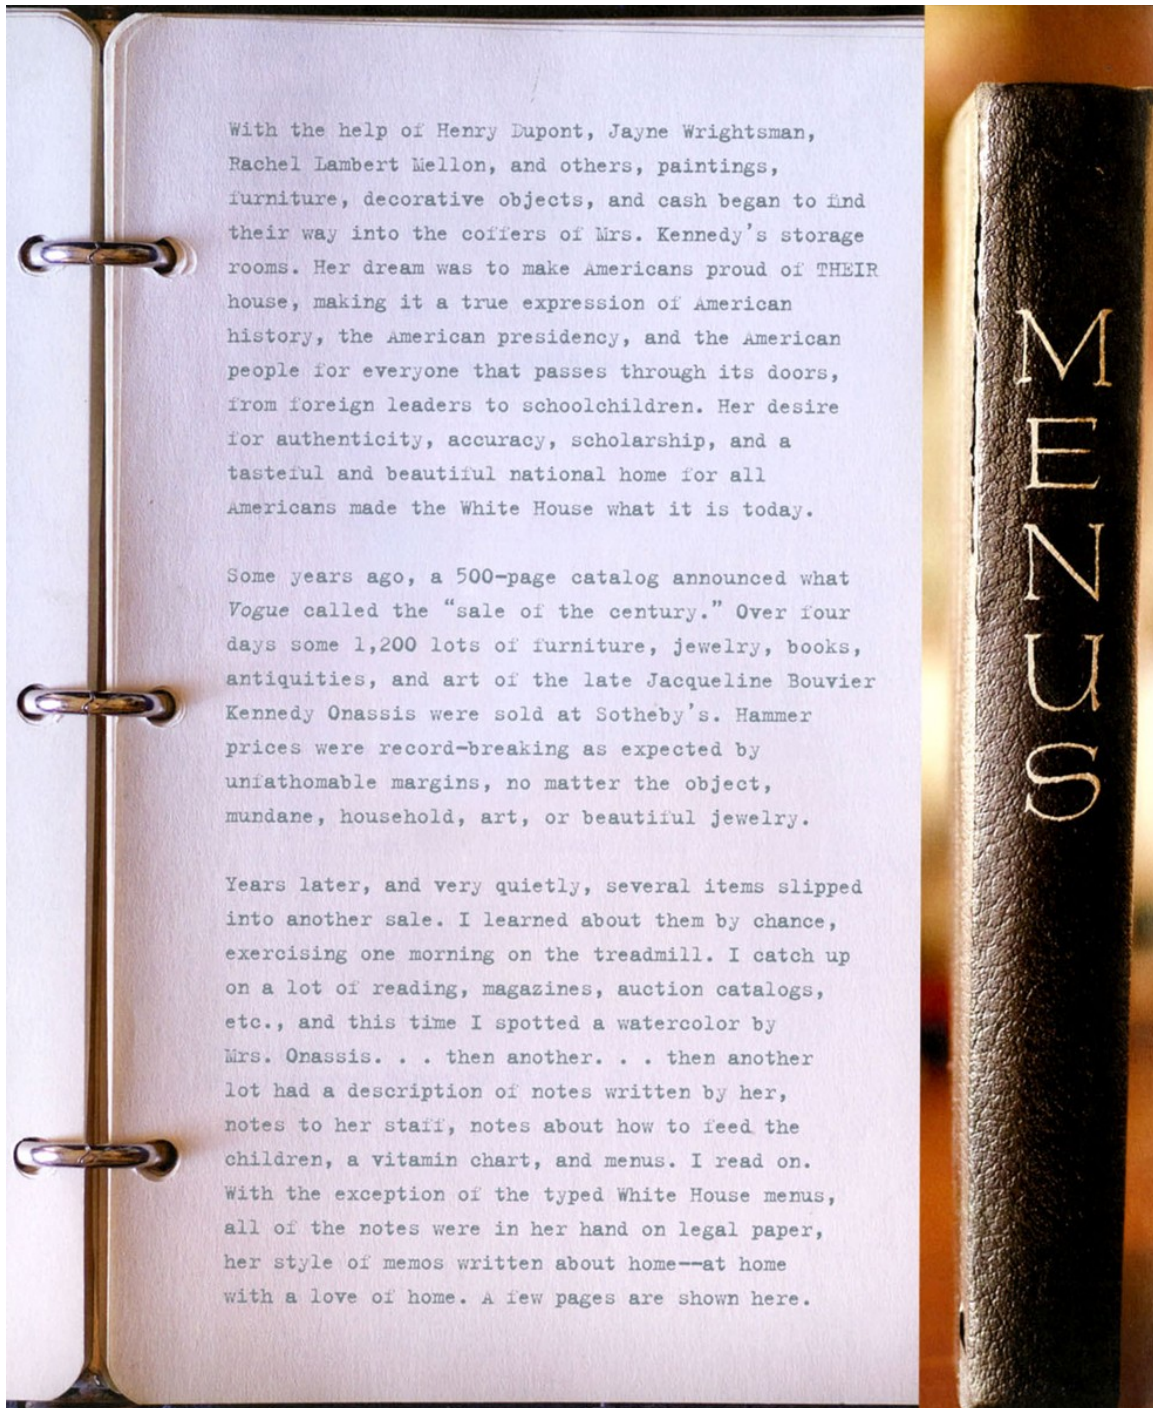 With the help of Henry Dupont, Jayne Wrightsman,
Rachel Lambert Mellon, and others, paintings,
furniture, decorative objects, and cash began to find
their way into the coffers of Mrs. Kennedy's storage
rooms. Her dream was to make Americans proud of THEIR
house, making it a true expression of American
history, the American presidency, and the American
people for everyone that passes through its doors,
from foreign leaders to schoolchildren. Her desire
for authenticity, accuracy, scholarship, and a
tasteful and beautiful national home for all
Americans made the White House what it is today.
Some years ago, a 500-page catalog announced what
Vogue called the “sale of the century.” Over four
days some 1,200 lots of furniture, jewelry, books,
antiquities, and art of the late Jacqueline Bouvier
Kennedy Onassis were sold at Sotheby's. Hammer
prices were record-breaking as expected by
unfathomable margins, no matter the object,
mundane, household, art, or beautiful jewelry.
Years later, and very quietly, several items slipped
into another sale. I learned about them by chance,
exercising one morning on the treadmill. I catch up
on a lot of reading, magazines, auction catalogs,
etc., and this time I spotted a watercolor by
Mrs. Onassis. . . then another. . . then another
lot had a description of notes written by her,
notes to her staff, notes about how to feed the
children, a vitamin chart, and menus. I read on.
With the exception of the typed White House menus,
all of the notes were in her hand on legal paper,
her style of memos written about home--at home
with a love of home. A few pages are shown here.
MENUS